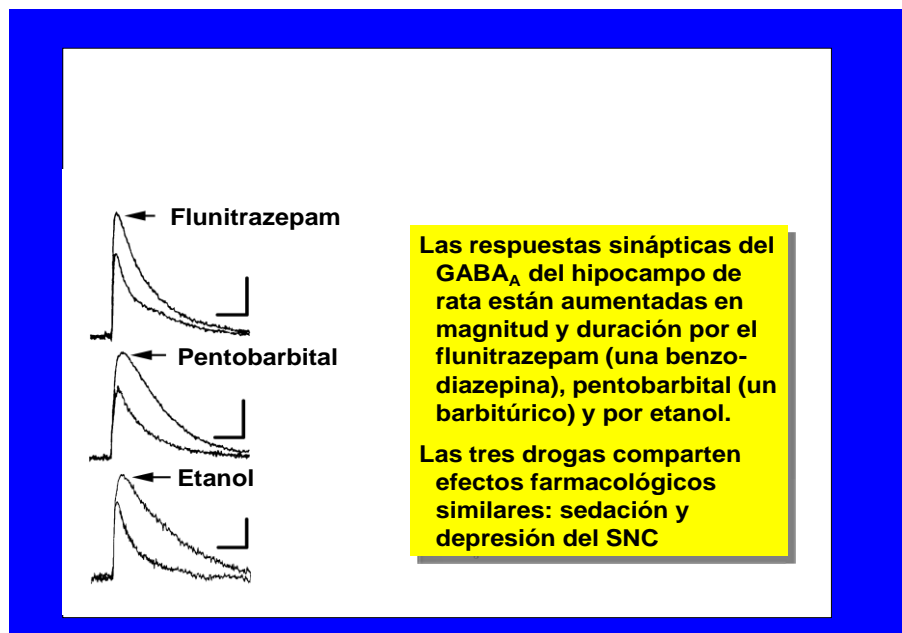 Flunitrazepam
Pentobarbital
Etanol
Las respuestas sinápticas del
GABA_A del hipocampo de
rata están aumentadas en
magnitud y duración por el
flunitrazepam (una benzo-
diazepina), pentobarbital (un
barbitúrico) y por etanol.
Las tres drogas comparten
efectos farmacológicos
similares: sedación y
depresión del SNC